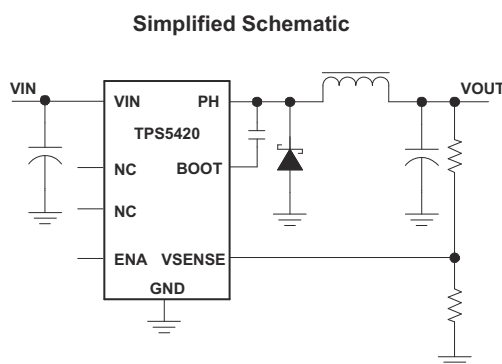 Simplified Schematic
VIN
VOUT
VIN
PH
TPS5420
NC
BOOT
NC
ENA
VSENSE
GND